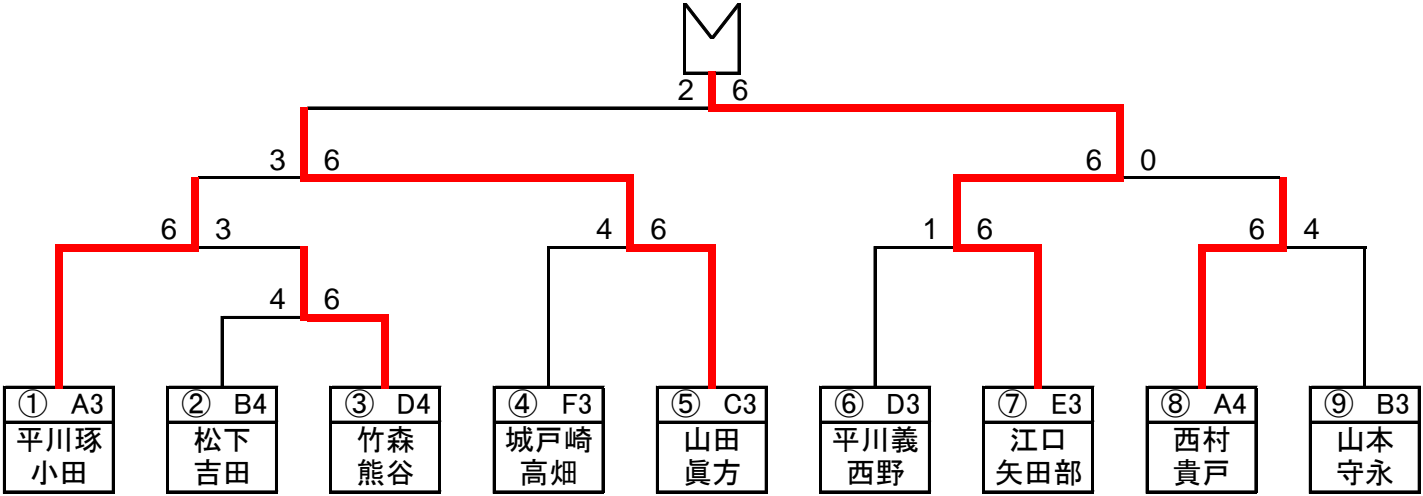 2 6
3 6 6 0
6 3 4 6 1 6 6 4
4 6
① A3 ② B4 ③ D4 ④ F3 ⑤ C3 ⑥ D3 ⑦ E3 ⑧ A4 ⑨ B3
平川琢 松下 竹森 城戸崎 山田 平川義 江口 西村 山本
小田 吉田 熊谷 高畑 眞方 西野 矢田部 貴戸 守永